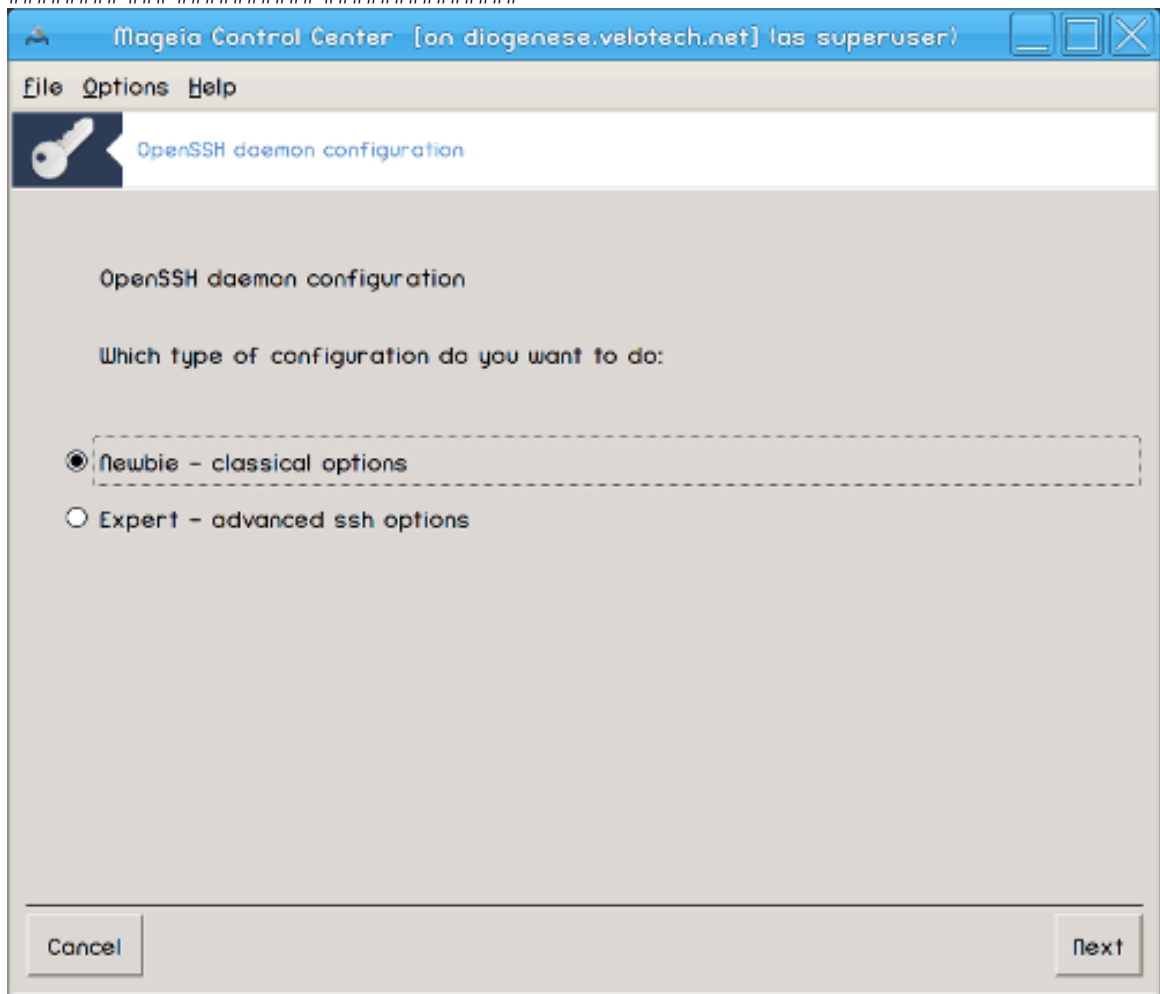 Mageia Control Center [on diogenese.velotech.net] (as superuser)
File Options Help
OpenSSH daemon configuration
OpenSSH daemon configuration
Which type of configuration do you want to do:
Newbie - classical options
Expert - advanced ssh options
Cancel Next